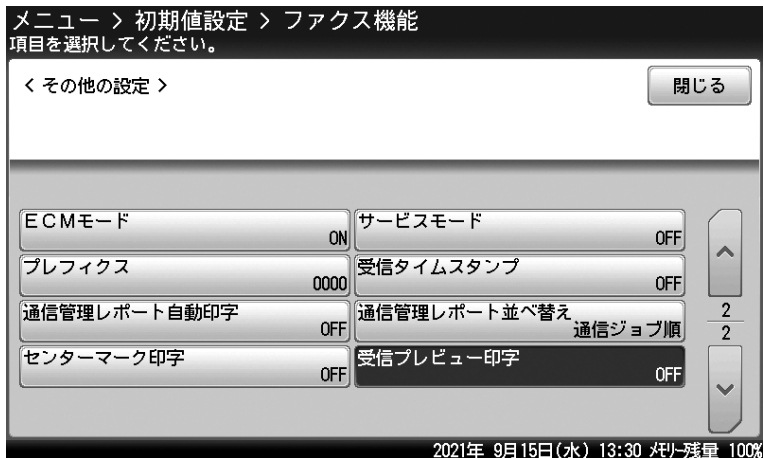 メニュー > 初期値設定 > ファクス機能
項目を選択してください。
< その他の設定 >
閉じる
ECMモード
ON
サービスモード
OFF
プレフィクス
0000
受信タイムスタンプ
OFF
通信管理レポート自動印字
OFF
通信管理レポート並べ替え
通信ジョブ順
センターマーク印字
OFF
受信プレビュー印字
OFF
2
2
2021年 9月15日(水) 13:30 メモリー残量 100%